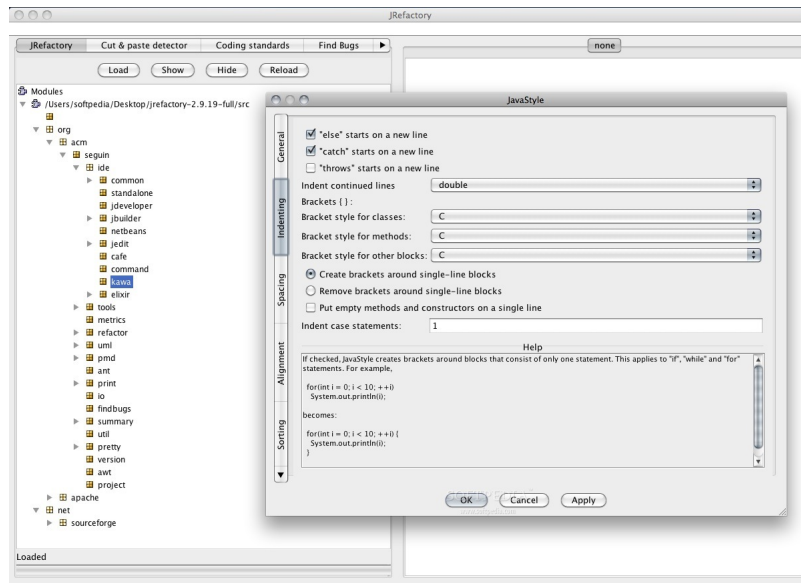 JRefactory
JRefactory Cut & paste detector Coding standards Find Bugs
none
Load Show Hide Reload
Modules
/Users/softpedia/Desktop/jrefactory-2.9.19-full/src
org
acm
seguin
ide
common
standalone
jdeveloper
jbuilder
netbeans
jedit
cafe
command
kawa
elixir
tools
metrics
refactor
uml
pmd
ant
print
io
findbugs
summary
util
pretty
version
awt
project
apache
net
sourceforge
Loaded
JavaStyle
General
Indenting
Spacing
Alignment
Sorting
"else" starts on a new line
"catch" starts on a new line
"throws" starts on a new line
Indent continued lines double
Brackets { } :
Bracket style for classes: C
Bracket style for methods: C
Bracket style for other blocks: C
Create brackets around single-line blocks
Remove brackets around single-line blocks
Put empty methods and constructors on a single line
Indent case statements: 1
Help
If checked, JavaStyle creates brackets around blocks that consist of only one statement. This applies to "if", "while" and "for"
statements. For example,
for(int i = 0; i < 10; ++i)
System.out.println(i);
becomes:
for(int i = 0; i < 10; ++i) {
System.out.println(i);
}
OK Cancel Apply